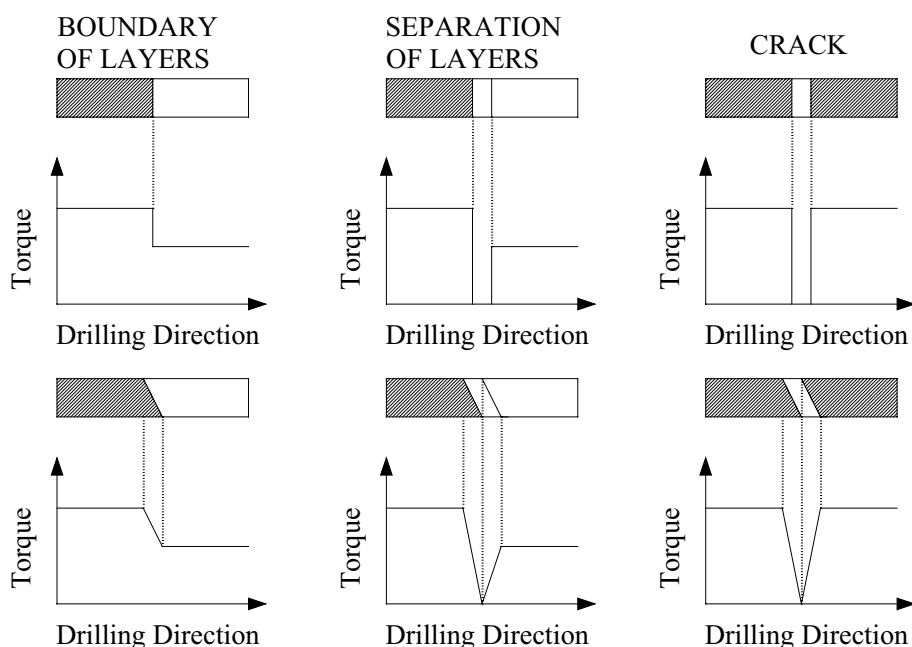 BOUNDARY
OF LAYERS
SEPARATION
OF LAYERS
CRACK
Torque
Drilling Direction
Torque
Drilling Direction
Torque
Drilling Direction
Torque
Drilling Direction
Torque
Drilling Direction
Torque
Drilling Direction